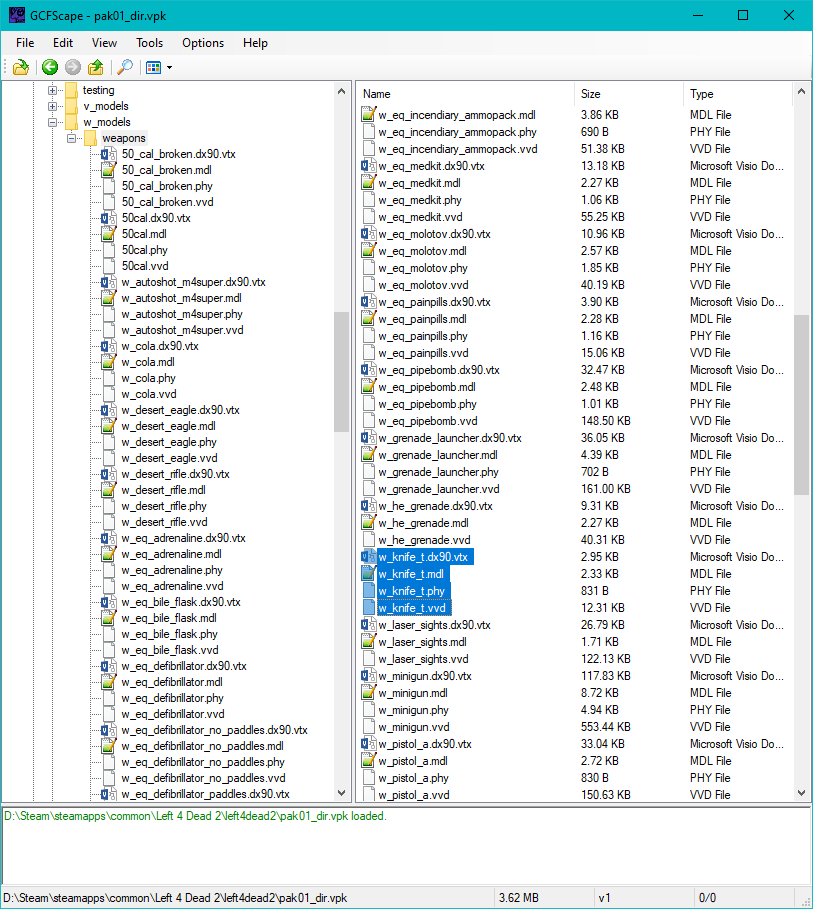 GCFScape - pak01_dir.vpk
File Edit View Tools Options Help
testing
v_models
w_models
weapons
50_cal_broken.dx90.vtx
50_cal_broken.mdl
50_cal_broken.phy
50_cal_broken.vvd
50cal.dx90.vtx
50cal.mdl
50cal.phy
50cal.vvd
w_autoshot_m4super.dx90.vtx
w_autoshot_m4super.mdl
w_autoshot_m4super.phy
w_autoshot_m4super.vvd
w_cola.dx90.vtx
w_cola.mdl
w_cola.phy
w_cola.vvd
w_desert_eagle.dx90.vtx
w_desert_eagle.mdl
w_desert_eagle.phy
w_desert_eagle.vvd
w_desert_rifle.dx90.vtx
w_desert_rifle.mdl
w_desert_rifle.phy
w_desert_rifle.vvd
w_eq_adrenaline.dx90.vtx
w_eq_adrenaline.mdl
w_eq_adrenaline.phy
w_eq_adrenaline.vvd
w_eq_bile_flask.dx90.vtx
w_eq_bile_flask.mdl
w_eq_bile_flask.phy
w_eq_bile_flask.vvd
w_eq_defibrillator.dx90.vtx
w_eq_defibrillator.mdl
w_eq_defibrillator.phy
w_eq_defibrillator.vvd
w_eq_defibrillator_no_paddles.dx90.vtx
w_eq_defibrillator_no_paddles.mdl
w_eq_defibrillator_no_paddles.phy
w_eq_defibrillator_no_paddles.vvd
w_eq_defibrillator_paddles.dx90.vtx
Name Size Type
w_eq_incendiary_ammopack.mdl 3.86 KB MDL File
w_eq_incendiary_ammopack.phy 690 B PHY File
w_eq_incendiary_ammopack.vvd 51.38 KB VVD File
w_eq_medkit.dx90.vtx 13.18 KB Microsoft Visio Do...
w_eq_medkit.mdl 2.27 KB MDL File
w_eq_medkit.phy 1.06 KB PHY File
w_eq_medkit.vvd 55.25 KB VVD File
w_eq_molotov.dx90.vtx 10.96 KB Microsoft Visio Do...
w_eq_molotov.mdl 2.57 KB MDL File
w_eq_molotov.phy 1.85 KB PHY File
w_eq_molotov.vvd 40.19 KB VVD File
w_eq_painpills.dx90.vtx 3.90 KB Microsoft Visio Do...
w_eq_painpills.mdl 2.28 KB MDL File
w_eq_painpills.phy 1.16 KB PHY File
w_eq_painpills.vvd 15.06 KB VVD File
w_eq_pipebomb.dx90.vtx 32.47 KB Microsoft Visio Do...
w_eq_pipebomb.mdl 2.48 KB MDL File
w_eq_pipebomb.phy 1.01 KB PHY File
w_eq_pipebomb.vvd 148.50 KB VVD File
w_grenade_launcher.dx90.vtx 36.05 KB Microsoft Visio Do...
w_grenade_launcher.mdl 4.39 KB MDL File
w_grenade_launcher.phy 702 B PHY File
w_grenade_launcher.vvd 161.00 KB VVD File
w_he_grenade.dx90.vtx 9.31 KB Microsoft Visio Do...
w_he_grenade.mdl 2.27 KB MDL File
w_he_grenade.vvd 40.31 KB VVD File
w_knife_t.dx90.vtx 2.95 KB Microsoft Visio Do...
w_knife_t.mdl 2.33 KB MDL File
w_knife_t.phy 831 B PHY File
w_knife_t.vvd 12.31 KB VVD File
w_laser_sights.dx90.vtx 26.79 KB Microsoft Visio Do...
w_laser_sights.mdl 1.71 KB MDL File
w_laser_sights.vvd 122.13 KB VVD File
w_minigun.dx90.vtx 117.83 KB Microsoft Visio Do...
w_minigun.mdl 8.72 KB MDL File
w_minigun.phy 4.94 KB PHY File
w_minigun.vvd 553.44 KB VVD File
w_pistol_a.dx90.vtx 33.04 KB Microsoft Visio Do...
w_pistol_a.mdl 2.72 KB MDL File
w_pistol_a.phy 830 B PHY File
w_pistol_a.vvd 150.63 KB VVD File
D:\Steam\steamapps\common\Left 4 Dead 2\left4dead2\pak01_dir.vpk loaded.
D:\Steam\steamapps\common\Left 4 Dead 2\left4dead2\pak01_dir.vpk 3.62 MB v1 0/0